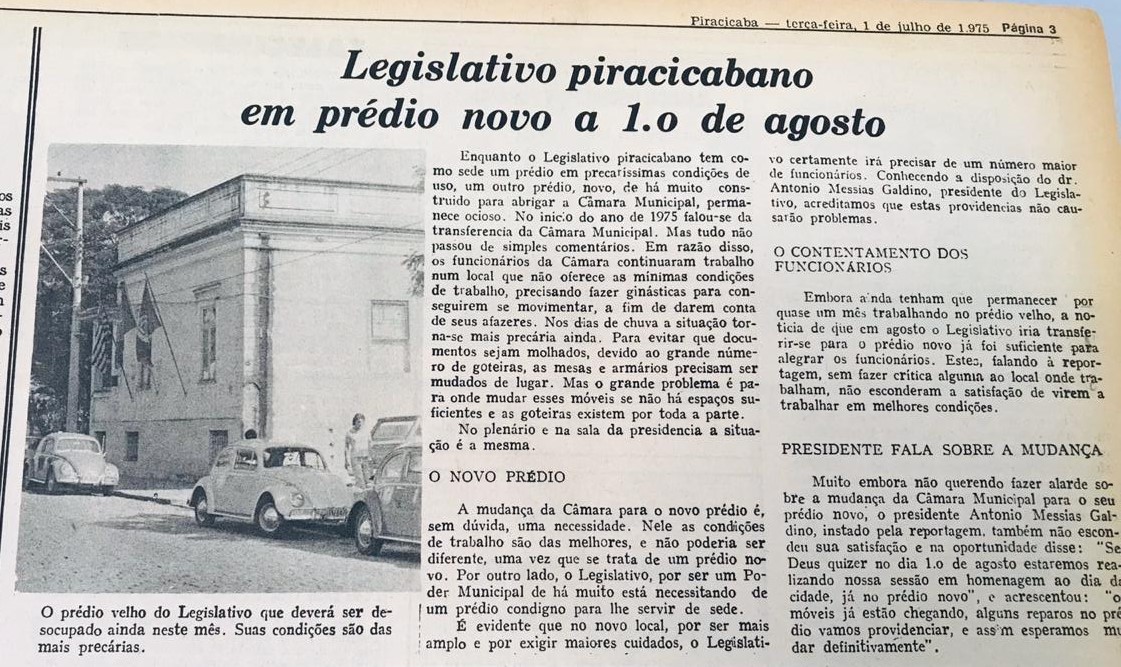 Piracicaba — terça-feira, 1 de julho de 1.975 Página 3
Legislativo piracicabano
em prédio novo a 1.o de agosto
O prédio velho do Legislativo que deverá ser de-
socupado ainda neste mês. Suas condições são das
mais precárias.
Enquanto o Legislativo piracicabano tem co-
mo sede um prédio em precaríssimas condições de
uso, um outro prédio, novo, de há muito cons-
truido para abrigar a Câmara Municipal, perma-
nece ocioso. No inicio do ano de 1975 falou-se da
transferencia da Câmara Municipal. Mas tudo não
passou de simples comentários. Em razão disso,
os funcionários da Câmara continuaram trabalho
num local que não oferece as mínimas condições
de trabalho, precisando fazer ginásticas para con-
seguirem se movimentar, a fim de darem conta
de seus afazeres. Nos dias de chuva a situação tor-
na-se mais precária ainda. Para evitar que docu-
mentos sejam molhados, devido ao grande núme-
ro de goteiras, as mesas e armários precisam ser
mudados de lugar. Mas o grande problema é pa-
ra onde mudar esses móveis se não há espaços su-
ficientes e as goteiras existem por toda a parte.
No plenário e na sala da presidencia a situa-
ção é a mesma.
O NOVO PRÉDIO
A mudança da Câmara para o novo prédio é,
sem dúvida, uma necessidade. Nele as condições
de trabalho são das melhores, e não poderia ser
diferente, uma vez que se trata de um prédio no-
vo. Por outro lado, o Legislativo, por ser um Po-
der Municipal de há muito está necessitando de
um prédio condigno para lhe servir de sede.
É evidente que no novo local, por ser mais
amplo e por exigir maiores cuidados, o Legislati-
vo certamente irá precisar de um número maior
de funcionários. Conhecendo a disposição do dr.
Antonio Messias Galdino, presidente do Legisla-
tivo, acreditamos que estas providencias não cau-
sarão problemas.
O CONTENTAMENTO DOS
FUNCIONÁRIOS
Embora ainda tenham que permanecer por
quase um mês trabalhando no prédio velho, a no-
ticia de que em agosto o Legislativo iria transfe-
rir-se para o prédio novo já foi suficiente para
alegrar os funcionários. Estes, falando à repor-
tagem, sem fazer crítica alguma ao local onde tra-
balham, não esconderam a satisfação de virem a
trabalhar em melhores condições.
PRESIDENTE FALA SOBRE A MUDANÇA
Muito embora não querendo fazer alarde so-
bre a mudança da Câmara Municipal para o seu
prédio novo, o presidente Antonio Messias Gal-
dino, instado pela reportagem, também não escon-
deu sua satisfação e na oportunidade disse: "Se
Deus quizer no dia 1.o de agosto estaremos rea-
lizando nossa sessão em homenagem ao dia da
cidade, já no prédio novo", e acrescentou: "o
móveis já estão chegando, alguns reparos no pré
dio vamos providenciar, e assim esperamos mu
dar definitivamente".